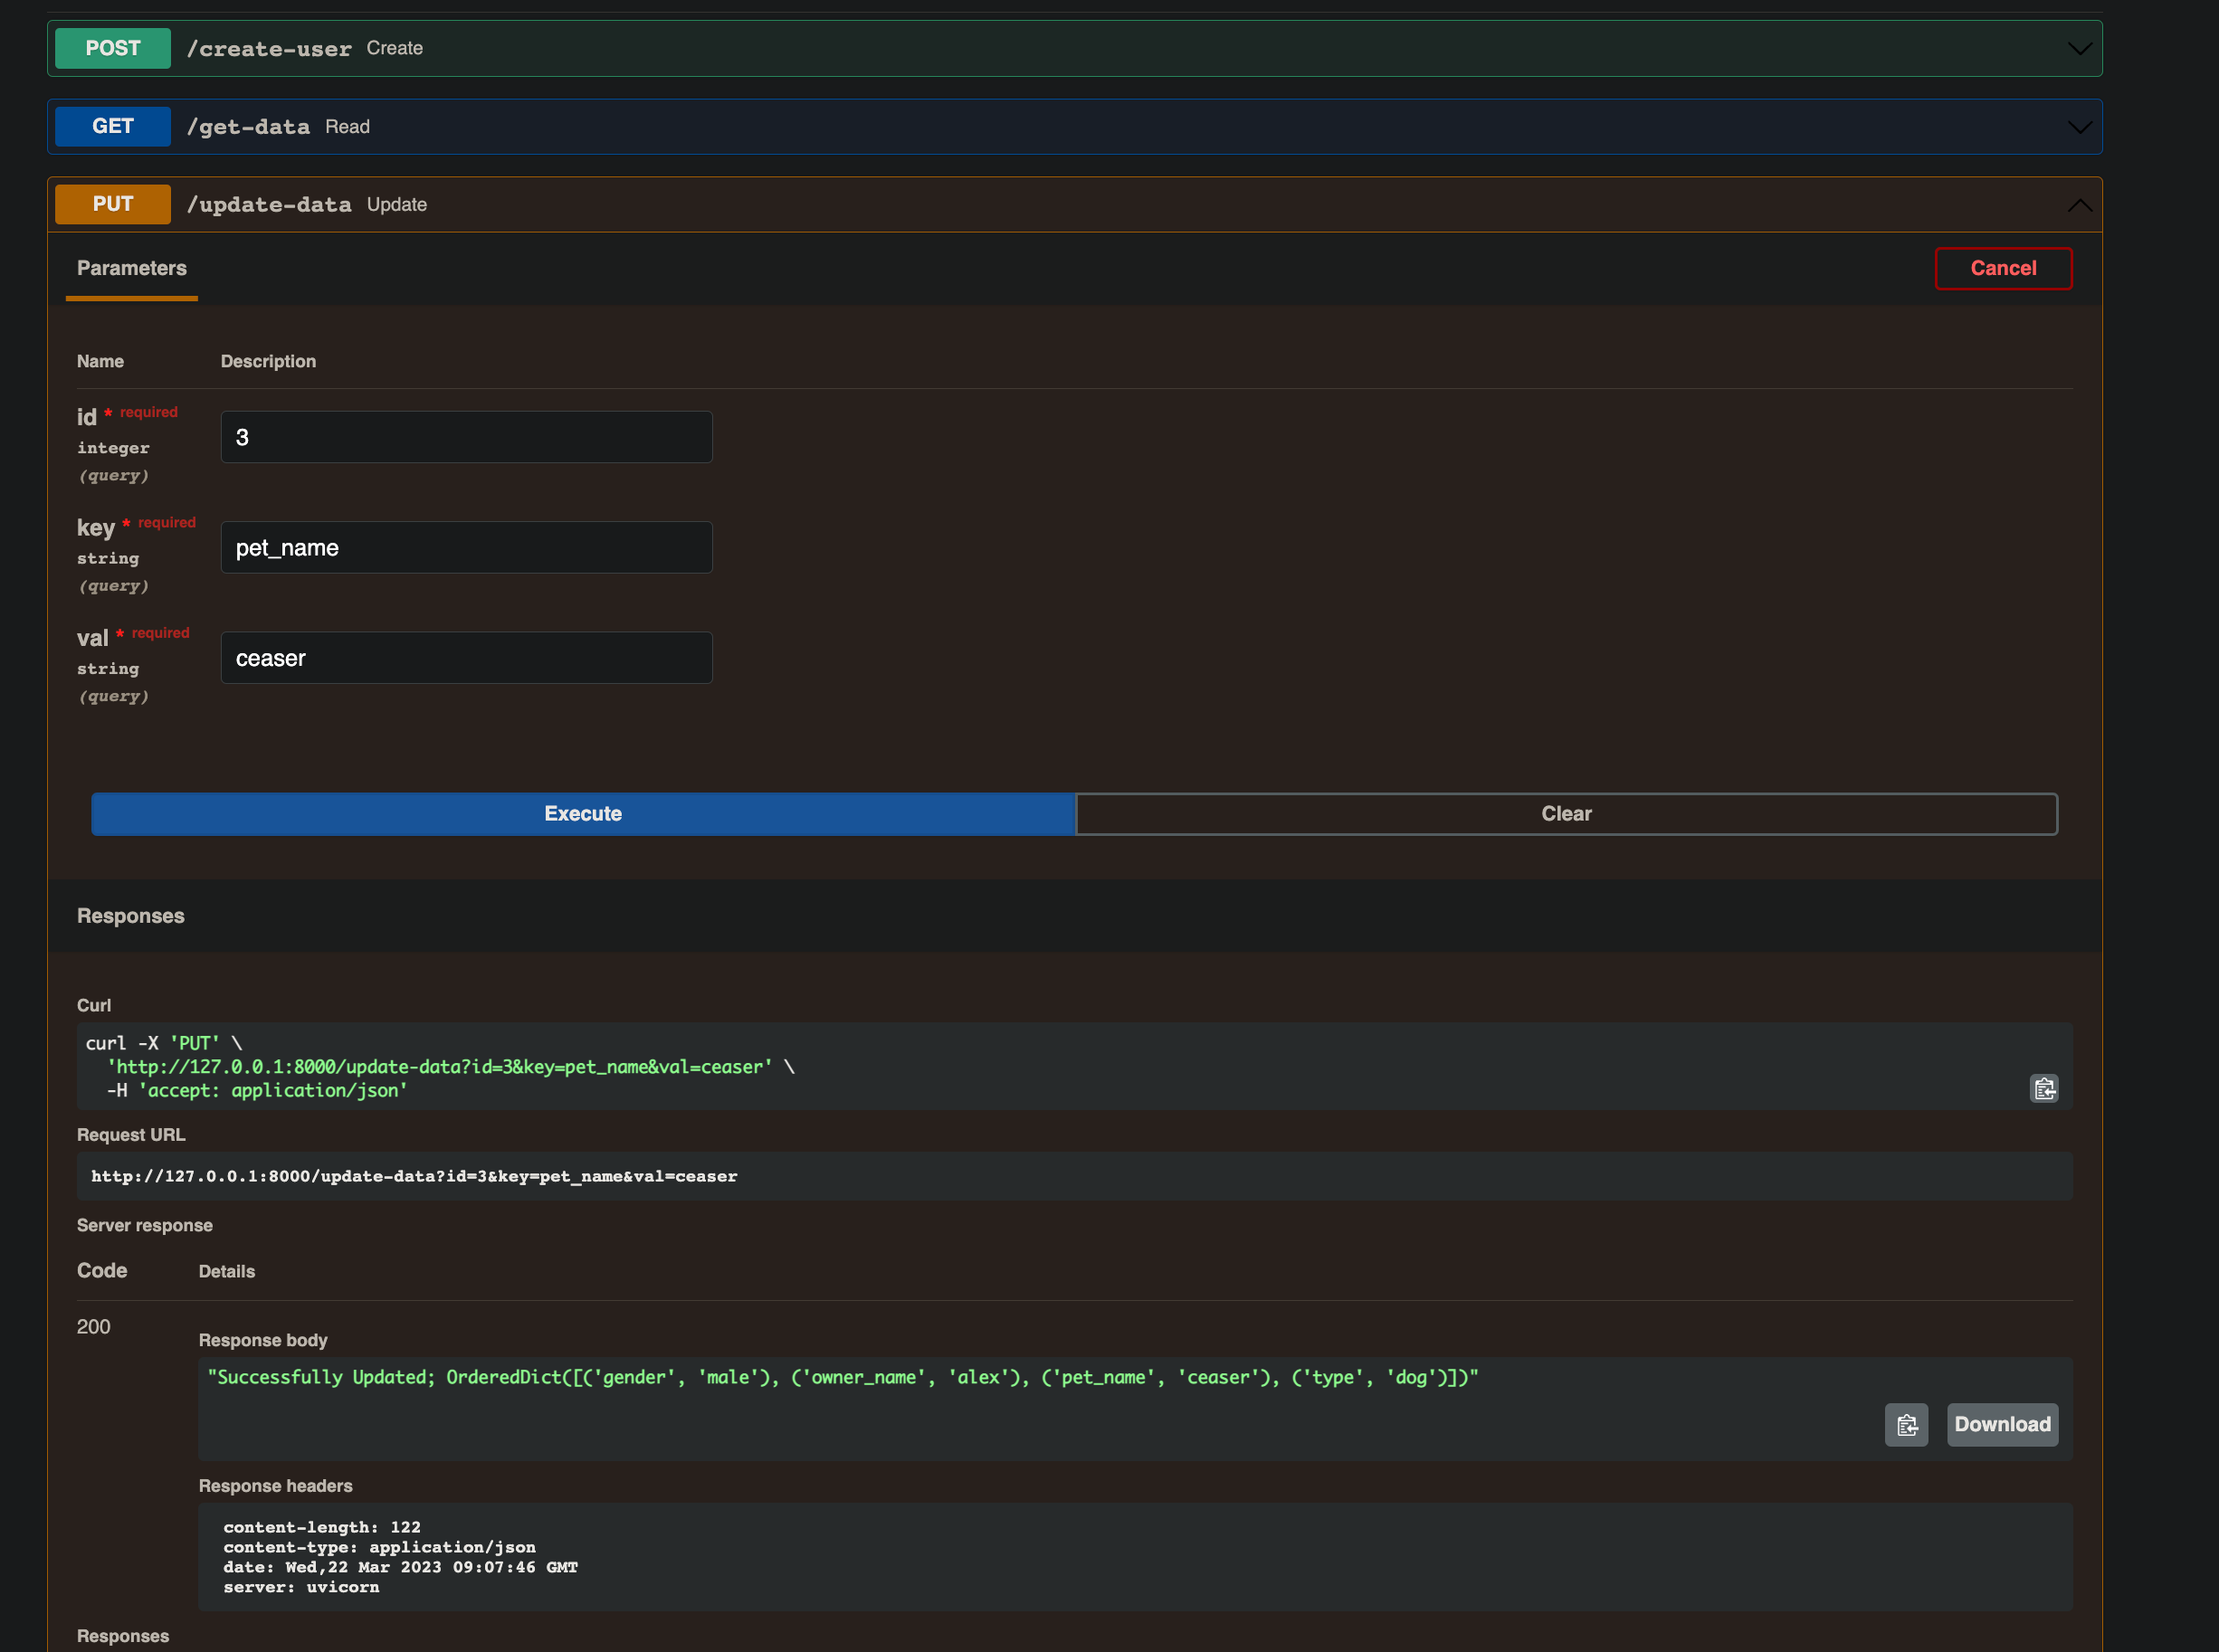 POST /create-user Create
GET /get-data Read
PUT /update-data Update
Parameters
Cancel
Name Description
id * required
integer
(query)
3
key * required
string
(query)
pet_name
val * required
string
(query)
ceaser
Execute
Clear
Responses
Curl
curl -X 'PUT' \
'http://127.0.0.1:8000/update-data?id=3&key=pet_name&val=ceaser' \
-H 'accept: application/json'
Request URL
http://127.0.0.1:8000/update-data?id=3&key=pet_name&val=ceaser
Server response
Code Details
200
Response body
"Successfully Updated; OrderedDict([('gender', 'male'), ('owner_name', 'alex'), ('pet_name', 'ceaser'), ('type', 'dog')])"
Download
Response headers
content-length: 122
content-type: application/json
date: Wed,22 Mar 2023 09:07:46 GMT
server: uvicorn
Responses